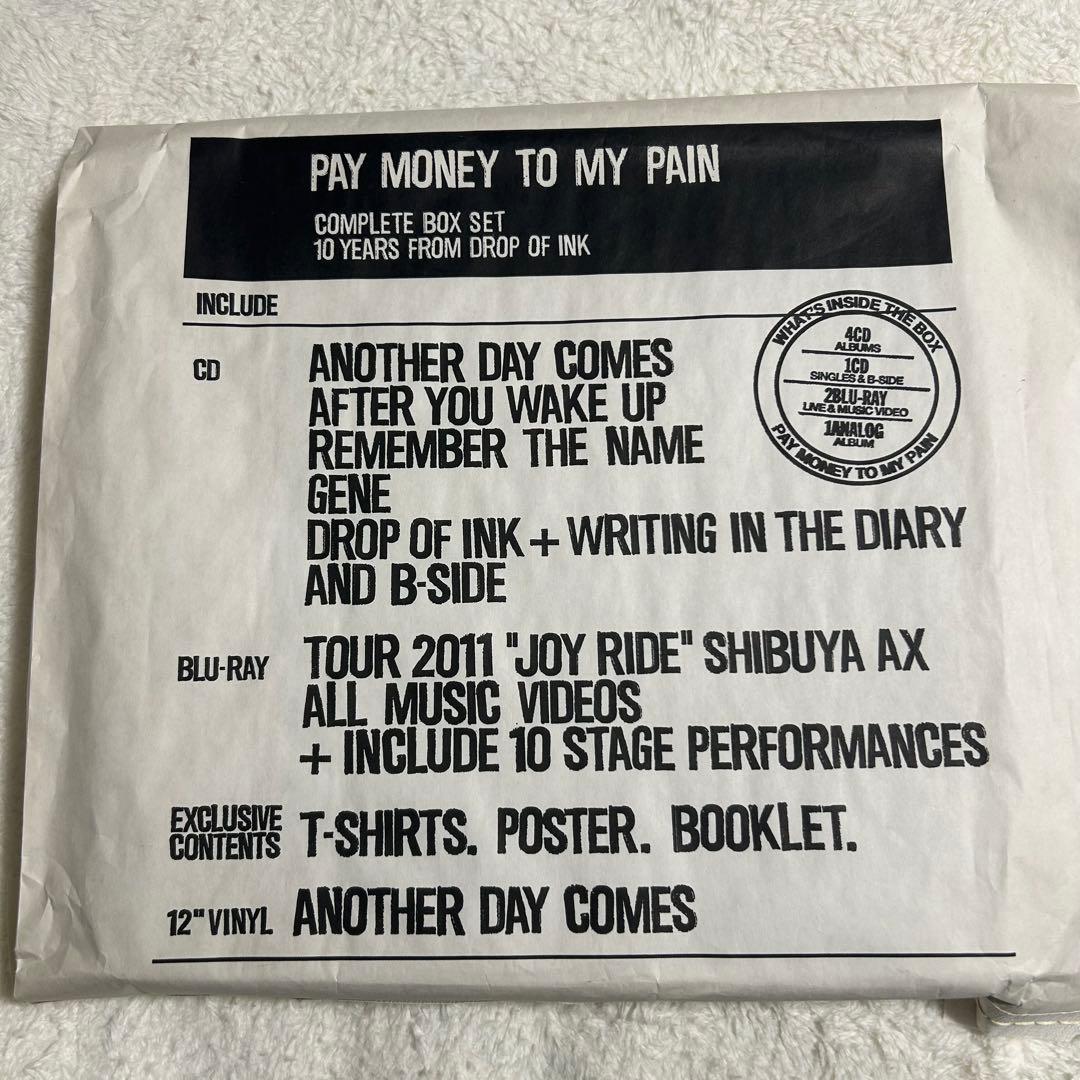 PAY MONEY TO MY PAIN
COMPLETE BOX SET
10 YEARS FROM DROP OF INK
INCLUDE
WHAT'S INSIDE THE BOX
4CD
ALBUMS
1CD
SINGLES & B-SIDE
2BLU-RAY
LIVE & MUSIC VIDEO
1ANALOG
ALBUM
PAY MONEY TO MY PAIN
CD
ANOTHER DAY COMES
AFTER YOU WAKE UP
REMEMBER THE NAME
GENE
DROP OF INK + WRITING IN THE DIARY
AND B-SIDE
BLU-RAY
TOUR 2011 "JOY RIDE" SHIBUYA AX
ALL MUSIC VIDEOS
+ INCLUDE 10 STAGE PERFORMANCES
EXCLUSIVE
CONTENTS
T-SHIRTS. POSTER. BOOKLET.
12" VINYL
ANOTHER DAY COMES